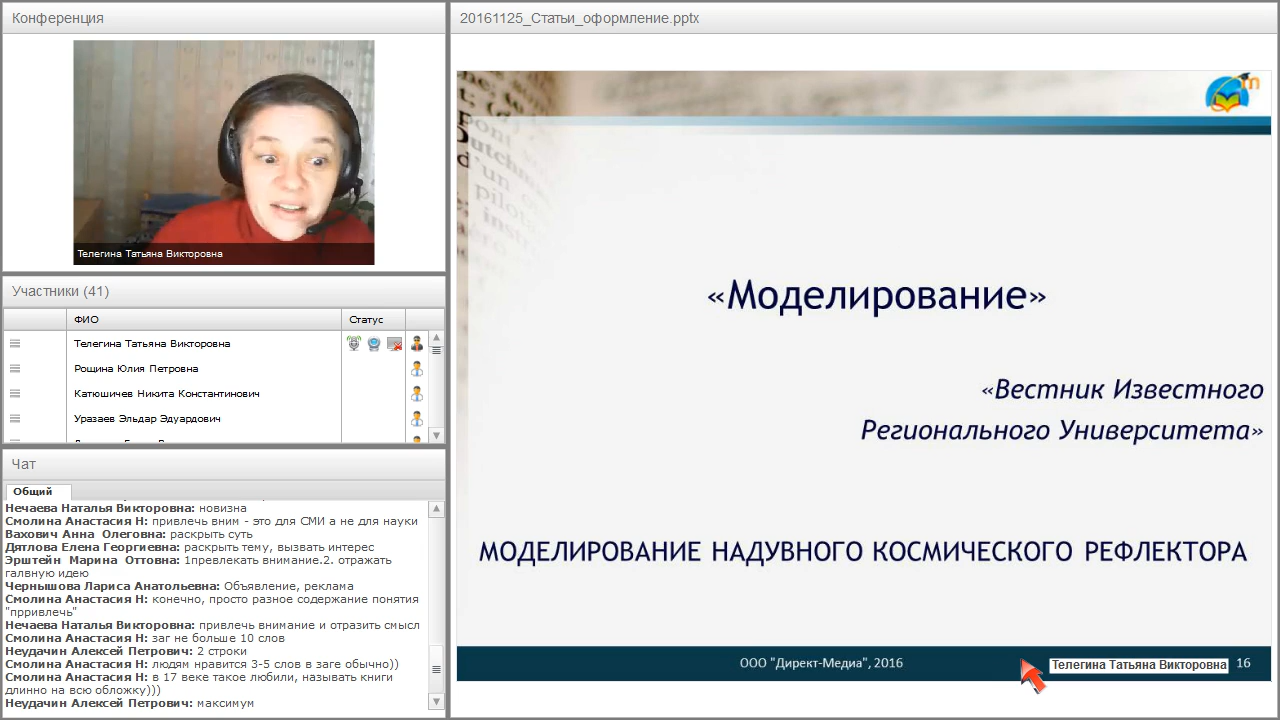 Конференция
Телегина Татьяна Викторовна
Участники (41)
ФИО
Статус
Телегина Татьяна Викторовна
Рощина Юлия Петровна
Катюшичев Никита Константинович
Уразаев Эльдар Эдуардович
Чат
Общий
Нечаева Наталья Викторовна: новизна
Смолина Анастасия Н: привлечь вним - это для СМИ а не для науки
Вахович Анна Олеговна: раскрыть суть
Дятлова Елена Георгиевна: раскрыть тему, вызвать интерес
Эрштейн Марина Оттовна: 1превлекать внимание.2. отражать
галвную идею
Чернышова Лариса Анатольевна: Объявление, реклама
Смолина Анастасия Н: конечно, просто разное содержание понятия
"пррривлечь"
Нечаева Наталья Викторовна: привлечь внимание и отразить смысл
Смолина Анастасия Н: заг не больше 10 слов
Неудачин Алексей Петрович: 2 строки
Смолина Анастасия Н: людям нравится 3-5 слов в заге обычно))
Смолина Анастасия Н: в 17 веке такое любили, называть книги
длинно на всю обложку)))
Неудачин Алексей Петрович: максимум
20161125_Статьи_оформление.pptx
«Моделирование»
«Вестник Известного
Регионального Университета»
МОДЕЛИРОВАНИЕ НАДУВНОГО КОСМИЧЕСКОГО РЕФЛЕКТОРА
ООО "Директ-Медиа", 2016
Телегина Татьяна Викторовна
16